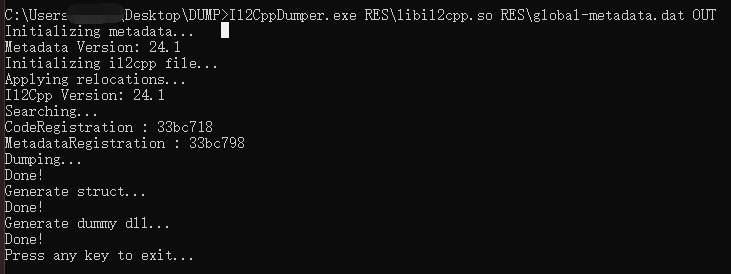 C:\Users\Desktop\DUMP>Il2CppDumper.exe RES\libil2cpp.so RES\global-metadata.dat OUT
Initializing metadata...
Metadata Version: 24.1
Initializing il2cpp file...
Applying relocations...
Il2Cpp Version: 24.1
Searching...
CodeRegistration : 33bc718
MetadataRegistration : 33bc798
Dumping...
Done!
Generate struct...
Done!
Generate dummy dll...
Done!
Press any key to exit...